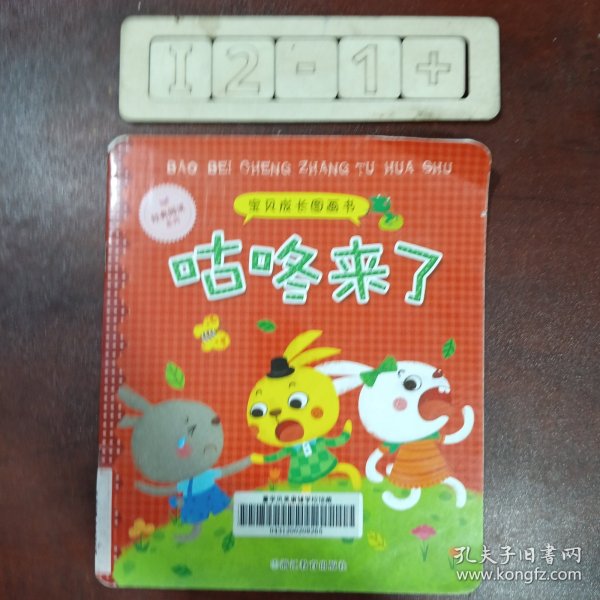 I 2 - 1 +
BAO BEI CHENG ZHANG TU HUA SHU
宝贝成长图画书
咕咚来了
孔夫子旧书网
www.kongfz.com